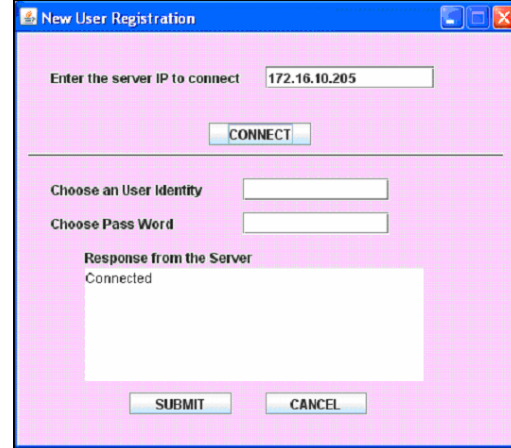 New User Registration
Enter the server IP to connect 172.16.10.205
CONNECT
Choose an User Identity
Choose Pass Word
Response from the Server
Connected
SUBMIT CANCEL